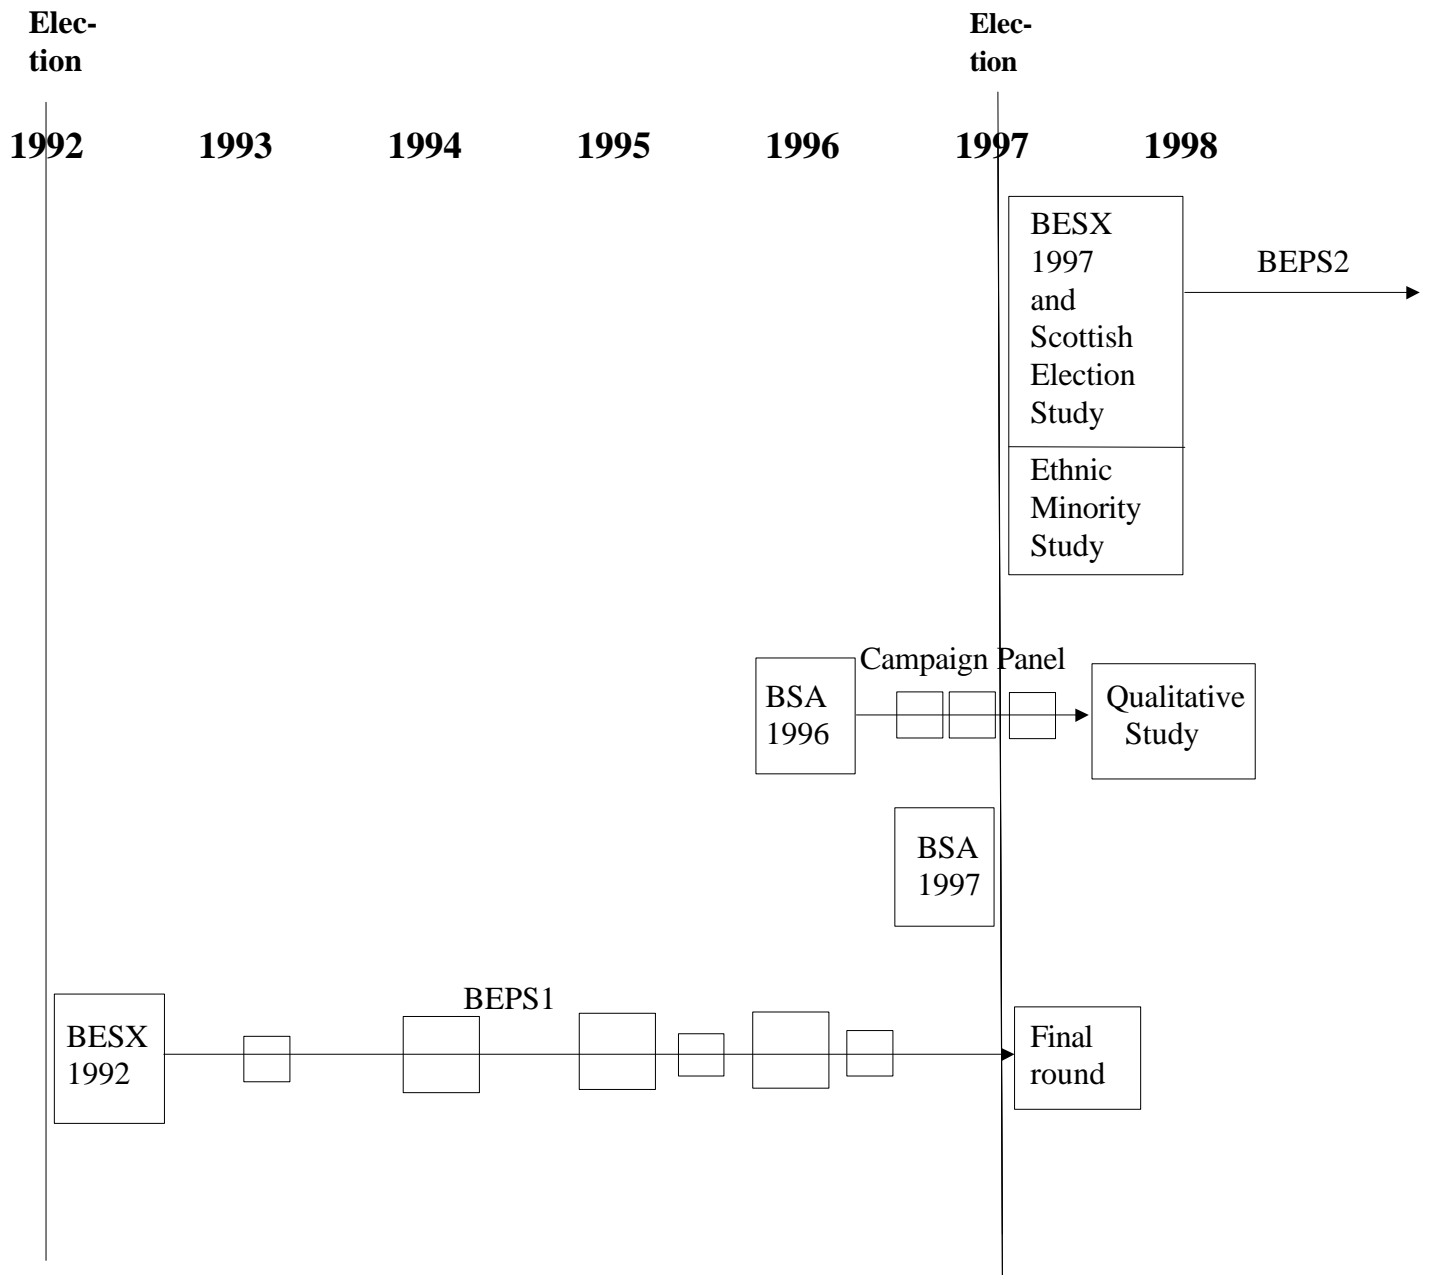 Elec-
tion
Elec-
tion
1992 1993 1994 1995 1996 1997 1998
BESX
1997
and
Scottish
Election
Study
BEPS2
Ethnic
Minority
Study
Campaign Panel
BSA
1996
Qualitative
Study
BSA
1997
BEPS1
BESX
1992
Final
round